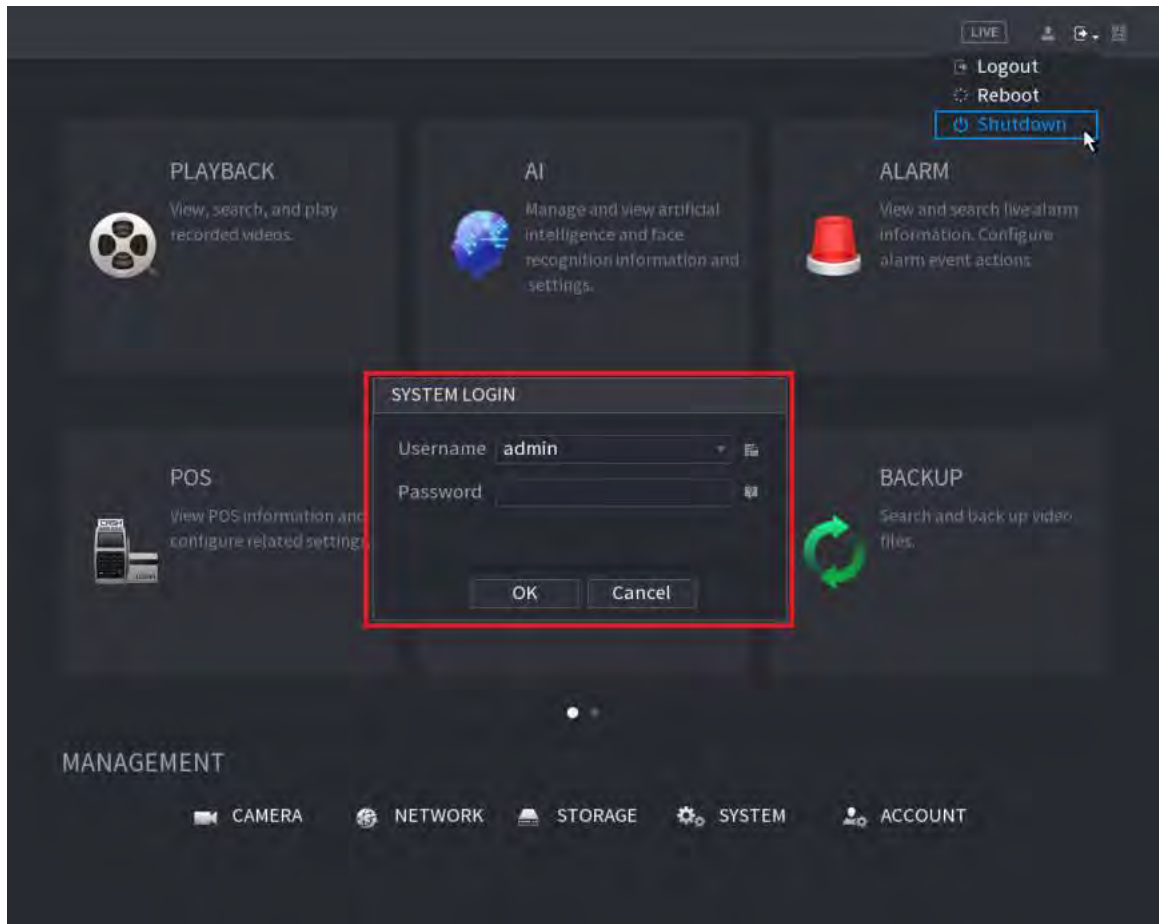 LIVE
Logout
Reboot
Shutdown
PLAYBACK
View, search, and play
recorded videos.
AI
Manage and view artificial
intelligence and face
recognition information and
settings.
ALARM
View and search live alarm
information. Configure
alarm event actions
SYSTEM LOGIN
Username admin
Password
OK Cancel
POS
View POS information and
configure related settings
BACKUP
Search and back up video
files.
MANAGEMENT
CAMERA NETWORK STORAGE SYSTEM ACCOUNT